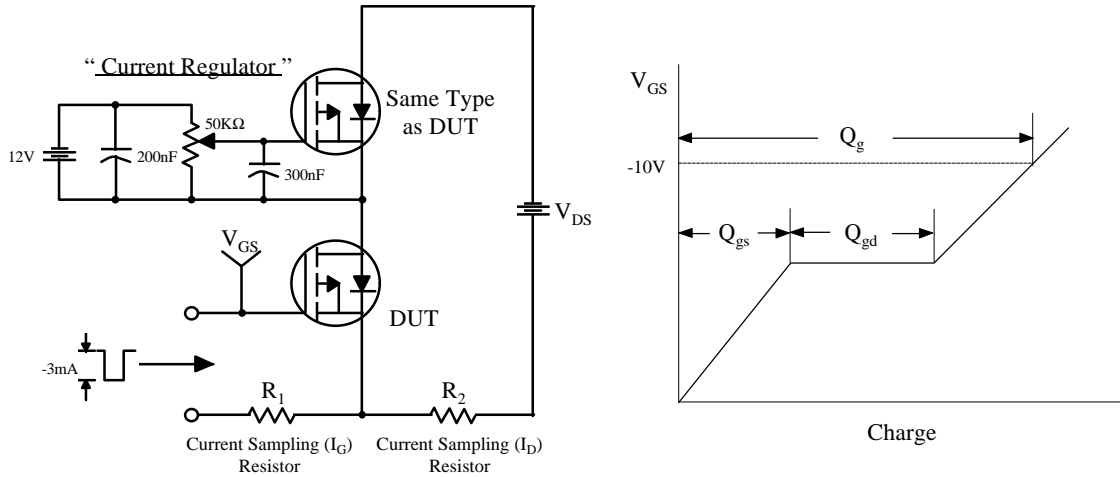 “ Current Regulator ”
Same Type
as DUT
50KΩ
12V
200nF
300nF
V_DS
V_GS
DUT
-3mA
R_1
R_2
Current Sampling (I_G)
Resistor
Current Sampling (I_D)
Resistor
V_GS
Q_g
-10V
Q_gs
Q_gd
Charge